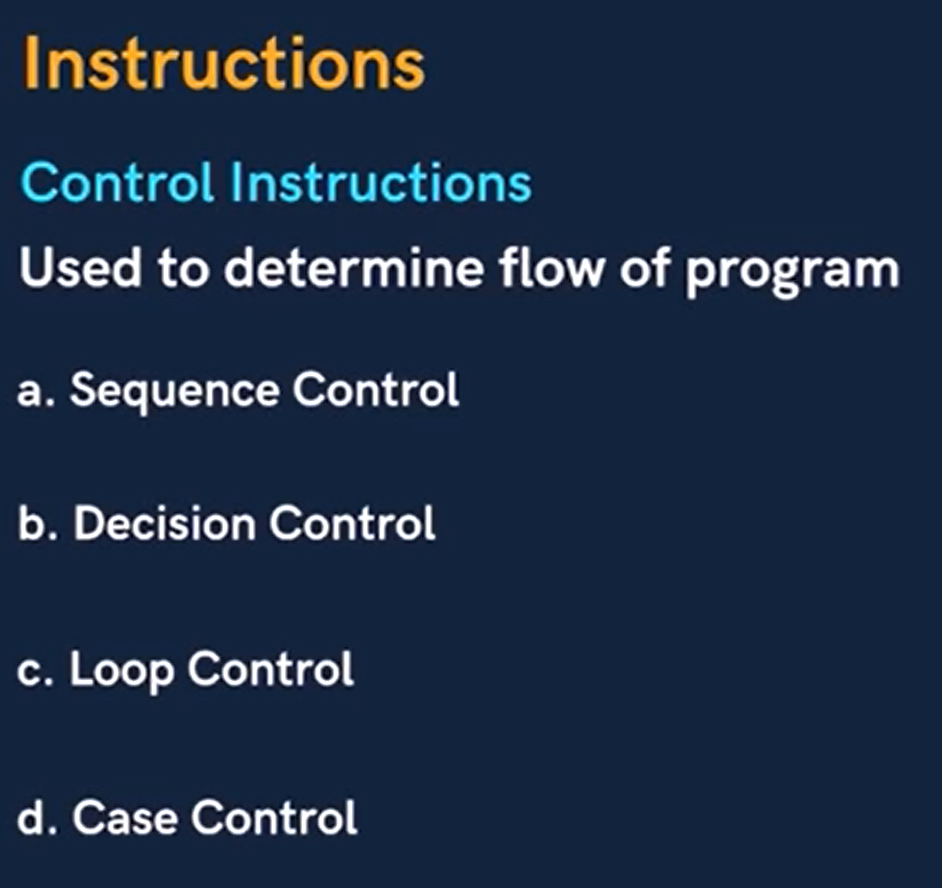 Instructions
Control Instructions
Used to determine flow of program
a. Sequence Control
b. Decision Control
c. Loop Control
d. Case Control